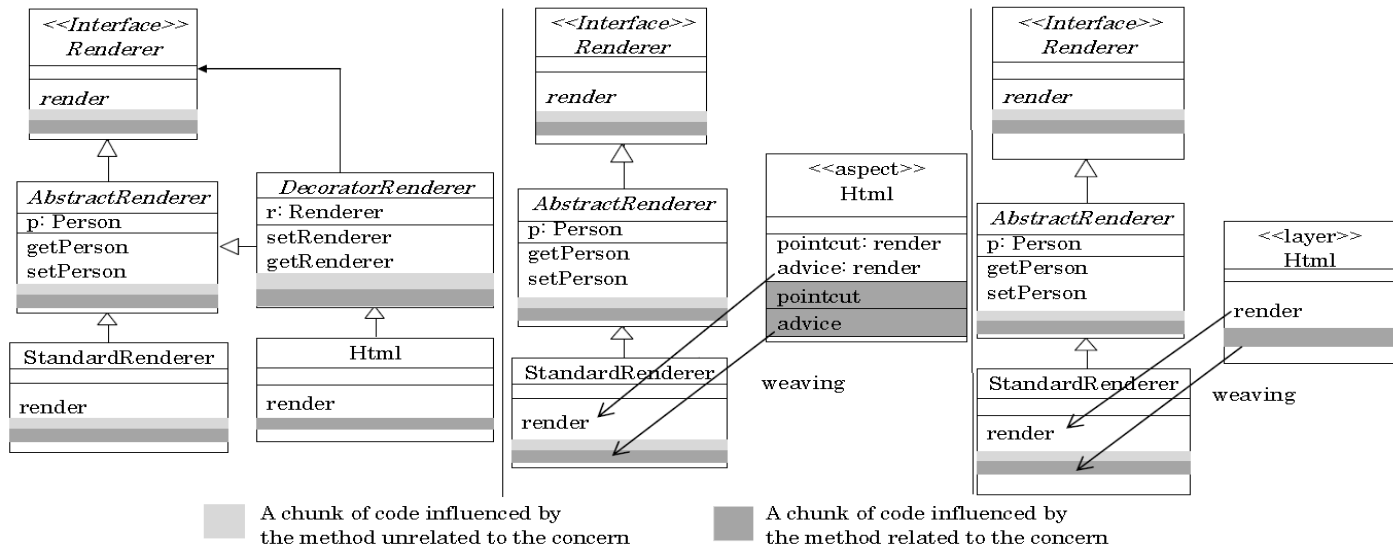 <<Interface>>
Renderer
render
AbstractRenderer
p: Person
getPerson
setPerson
StandardRenderer
render
DecoratorRenderer
r: Renderer
setRenderer
getRenderer
Html
render
<<Interface>>
Renderer
render
AbstractRenderer
p: Person
getPerson
setPerson
StandardRenderer
render
<<aspect>>
Html
pointcut: render
advice: render
pointcut
advice
weaving
<<Interface>>
Renderer
render
AbstractRenderer
p: Person
getPerson
setPerson
StandardRenderer
render
<<layer>>
Html
render
weaving
A chunk of code influenced by
the method unrelated to the concern
A chunk of code influenced by
the method related to the concern